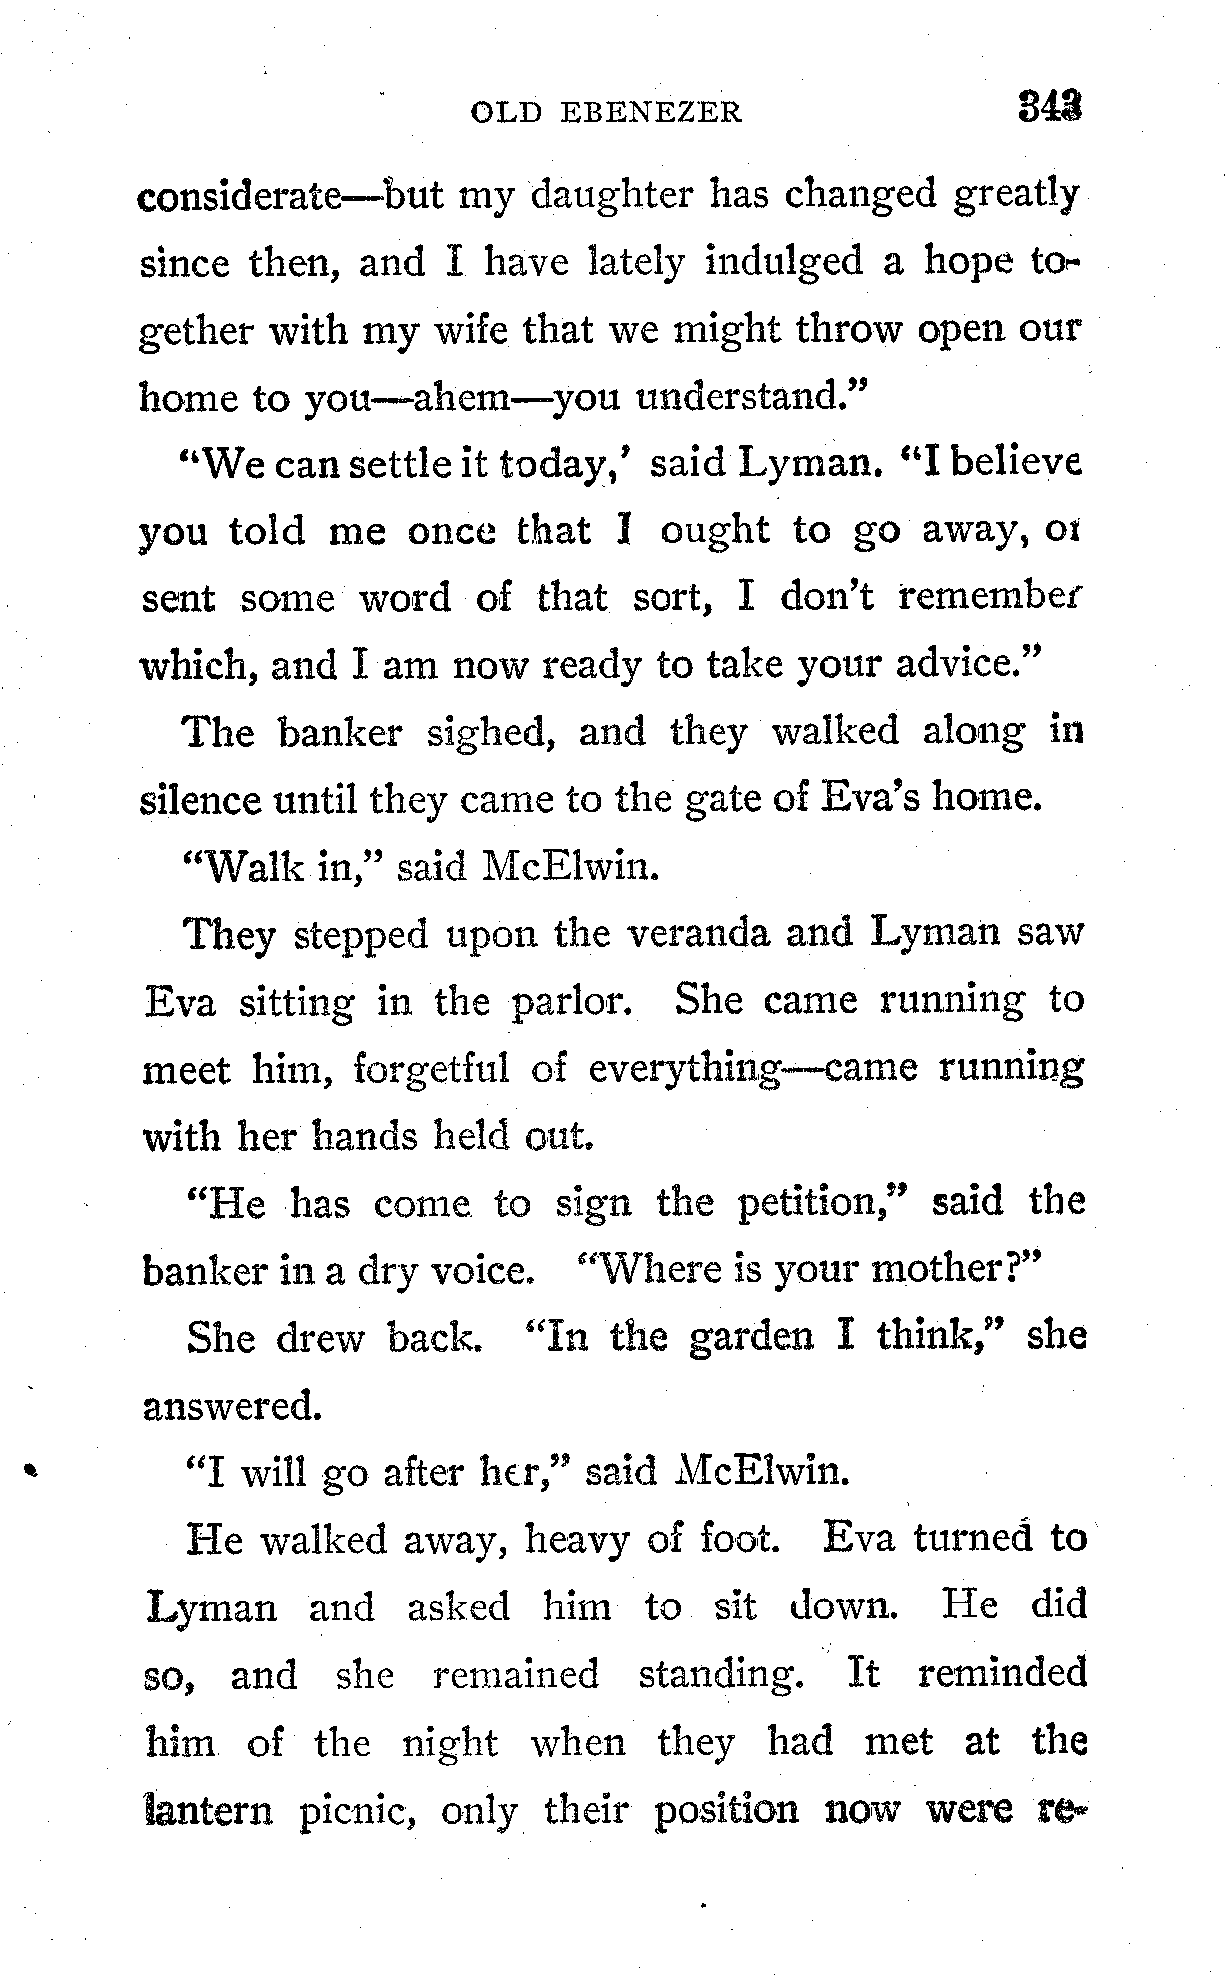 OLD EBENEZER 343
considerate—but my daughter has changed greatly
since then, and I have lately indulged a hope to-
gether with my wife that we might throw open our
home to you—ahem—you understand.”
“We can settle it today,’ said Lyman. “I believe
you told me once that I ought to go away, or
sent some word of that sort, I don’t remember
which, and I am now ready to take your advice.”
The banker sighed, and they walked along in
silence until they came to the gate of Eva’s home.
“Walk in,” said McElwin.
They stepped upon the veranda and Lyman saw
Eva sitting in the parlor. She came running to
meet him, forgetful of everything—came running
with her hands held out.
“He has come to sign the petition,” said the
banker in a dry voice. “Where is your mother?”
She drew back. “In the garden I think,” she
answered.
“I will go after her,” said McElwin.
He walked away, heavy of foot. Eva turned to
Lyman and asked him to sit down. He did
so, and she remained standing. It reminded
him of the night when they had met at the
lantern picnic, only their position now were re-